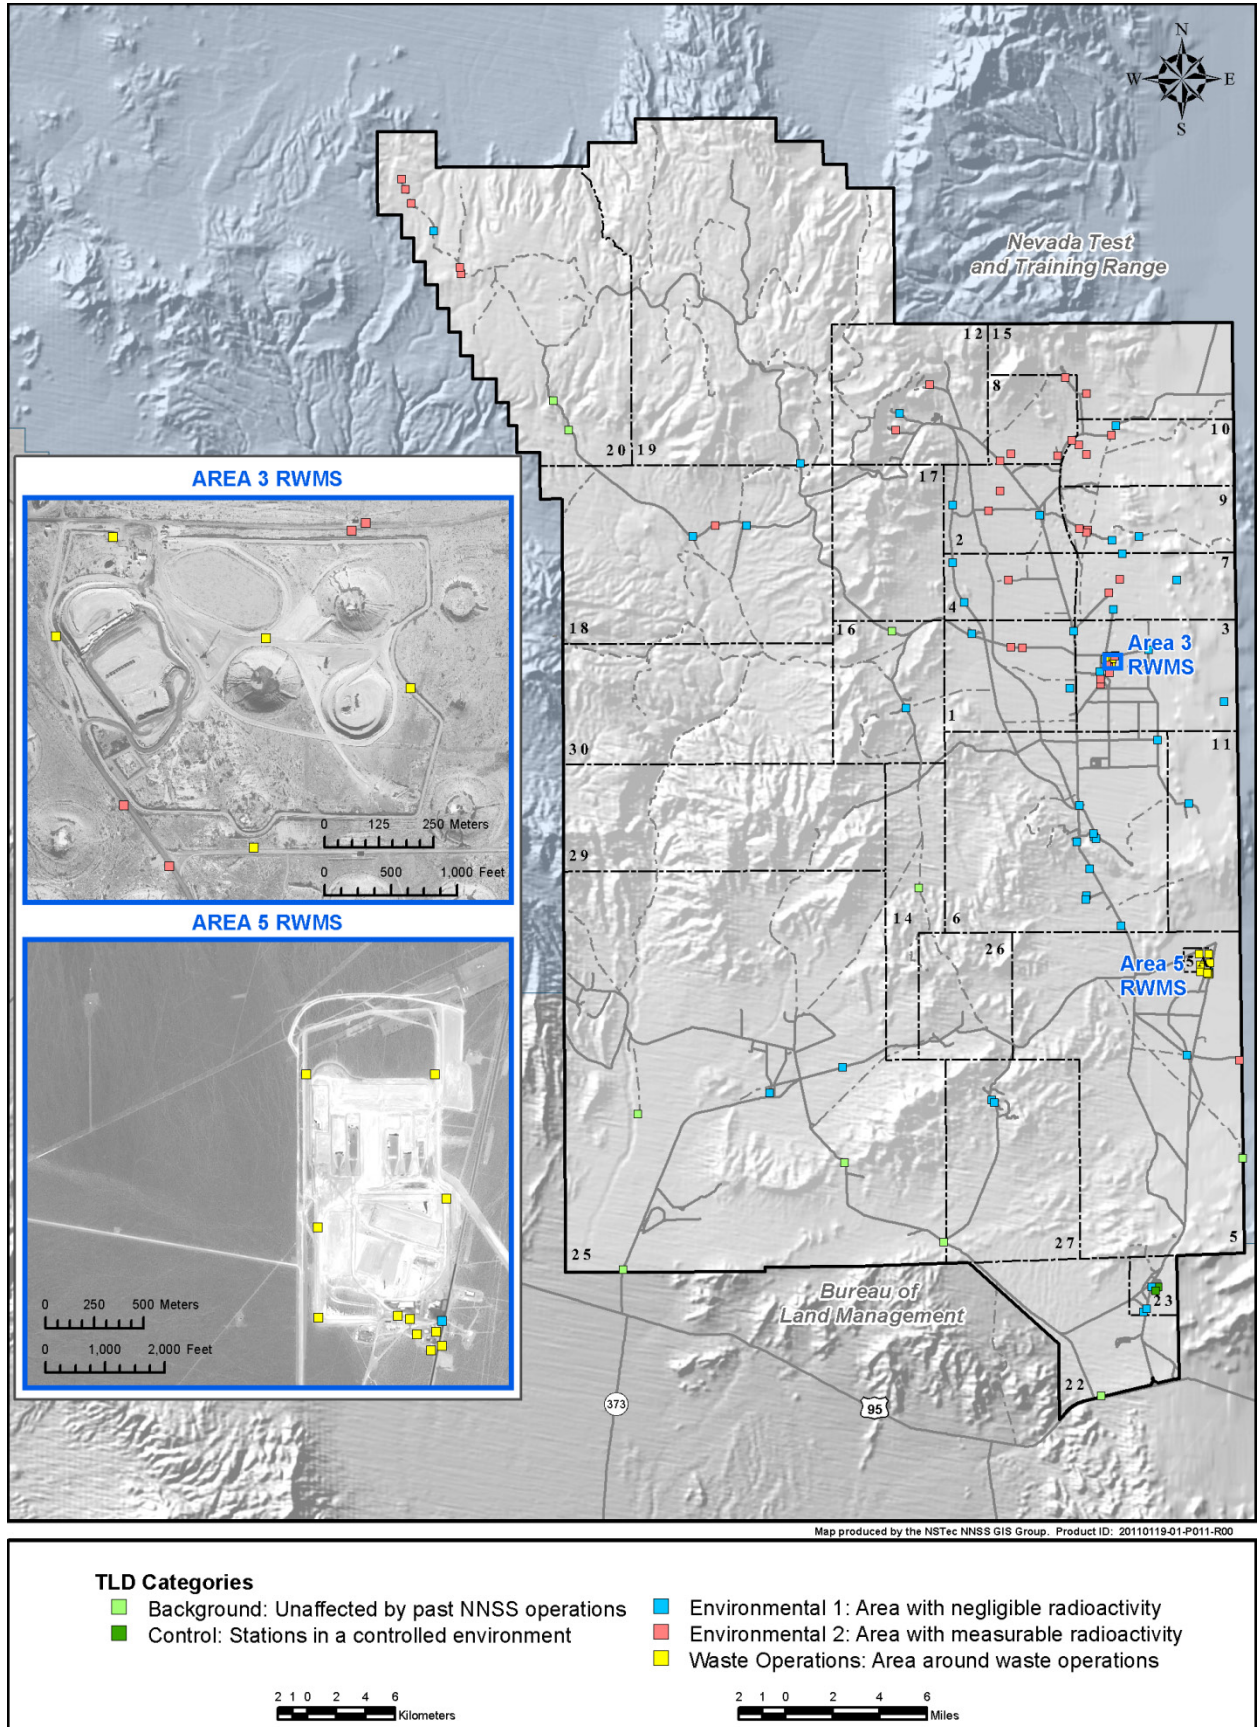 N
W E
S
Nevada Test
and Training Range
12 15
8
10
20 19
17
9
2
7
4
18
16
3
Area 3
RWMS
1
30
11
29
14
6
26
Area 5
RWMS
5
25
27
5
23
Bureau of
Land Management
22
373
95
AREA 3 RWMS
0 125 250 Meters
0 500 1,000 Feet
AREA 5 RWMS
0 250 500 Meters
0 1,000 2,000 Feet
Map produced by the NSTec NNSS GIS Group. Product ID: 20110119-01-P011-R00
TLD Categories
Background: Unaffected by past NNSS operations
Control: Stations in a controlled environment
Environmental 1: Area with negligible radioactivity
Environmental 2: Area with measurable radioactivity
Waste Operations: Area around waste operations
2 1 0 2 4 6
Kilometers
2 1 0 2 4 6
Miles